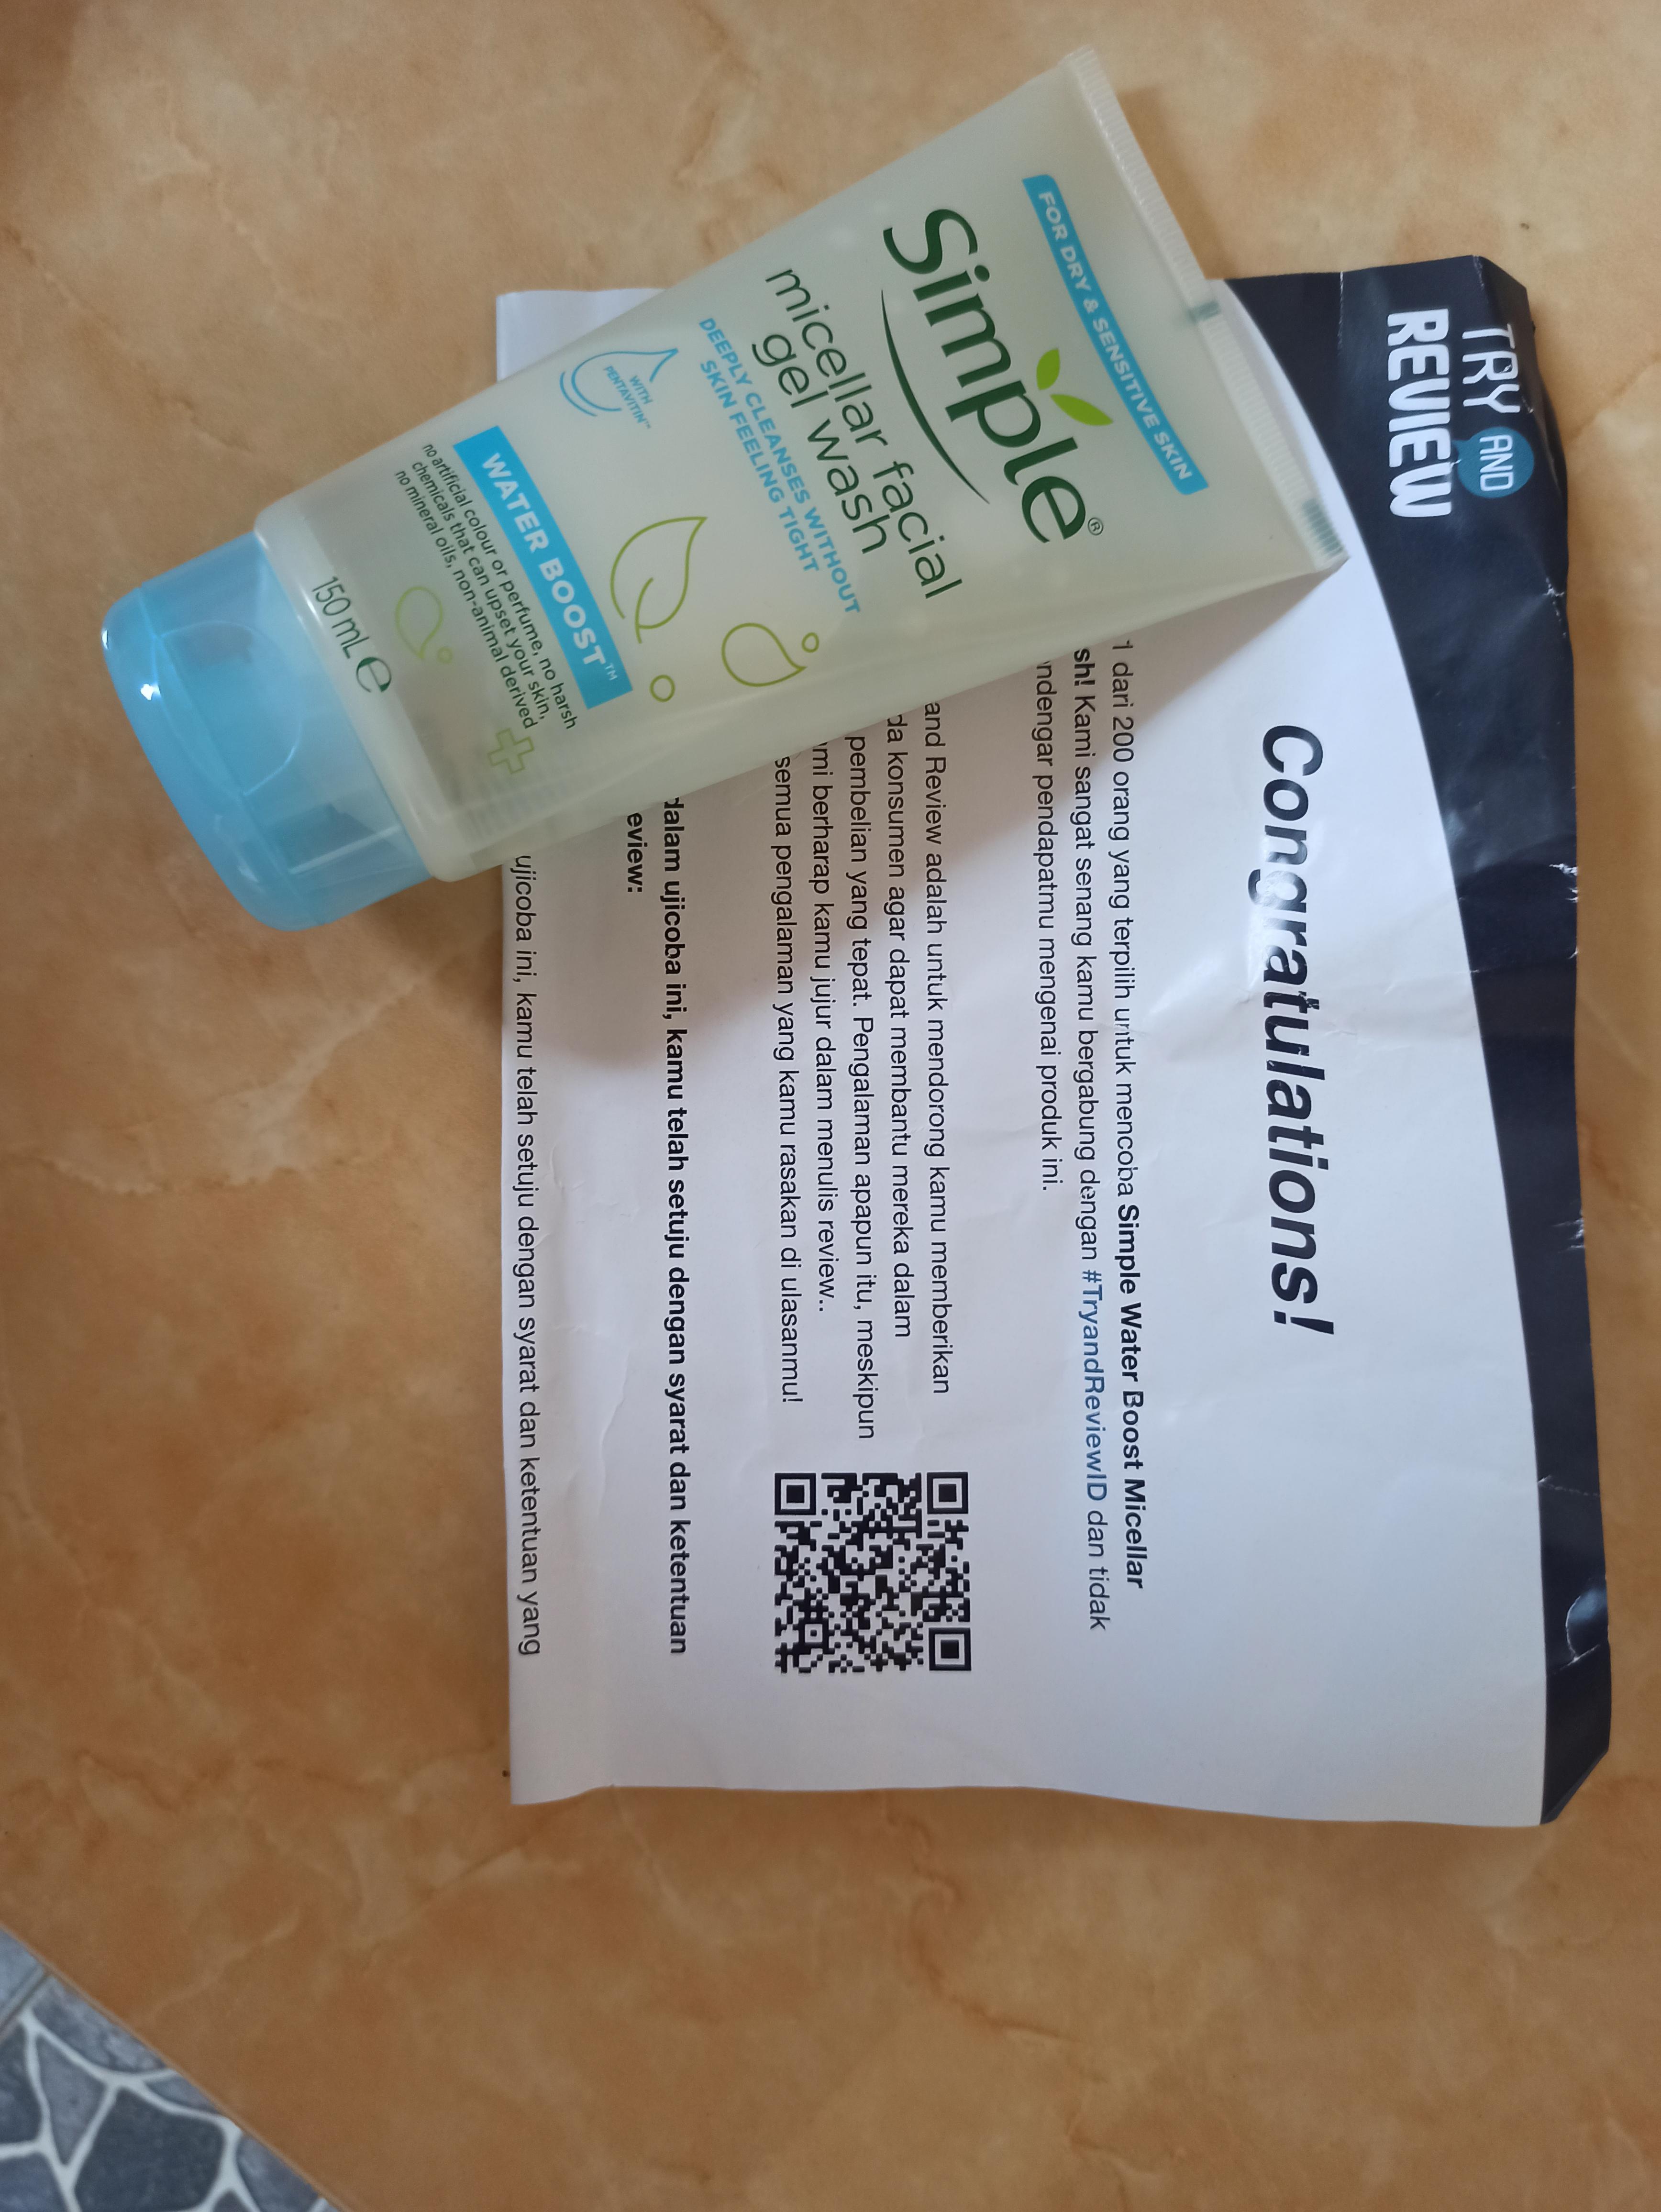 TRY AND
REVIEW
Congratulations!
1 dari 200 orang yang terpilih untuk mencoba Simple Water Boost Micellar
sh! Kami sangat senang kamu bergabung dengan #TryandReviewID dan tidak
ndengar pendapatmu mengenai produk ini.
and Review adalah untuk mendorong kamu memberikan
da konsumen agar dapat membantu mereka dalam
pembelian yang tepat. Pengalaman apapun itu, meskipun
mi berharap kamu jujur dalam menulis review..
semua pengalaman yang kamu rasakan di ulasanmu!
dalam ujicoba ini, kamu telah setuju dengan syarat dan ketentuan
eview:
ujicoba ini, kamu telah setuju dengan syarat dan ketentuan yang
FOR DRY & SENSITIVE SKIN
Simple®
micellar facial
gel wash
DEEPLY CLEANSES WITHOUT
SKIN FEELING TIGHT
WITH
PENTAVITIN™
WATER BOOST™
no artificial colour or perfume, no harsh
chemicals that can upset your skin,
no mineral oils, non-animal derived
150 mL ℮